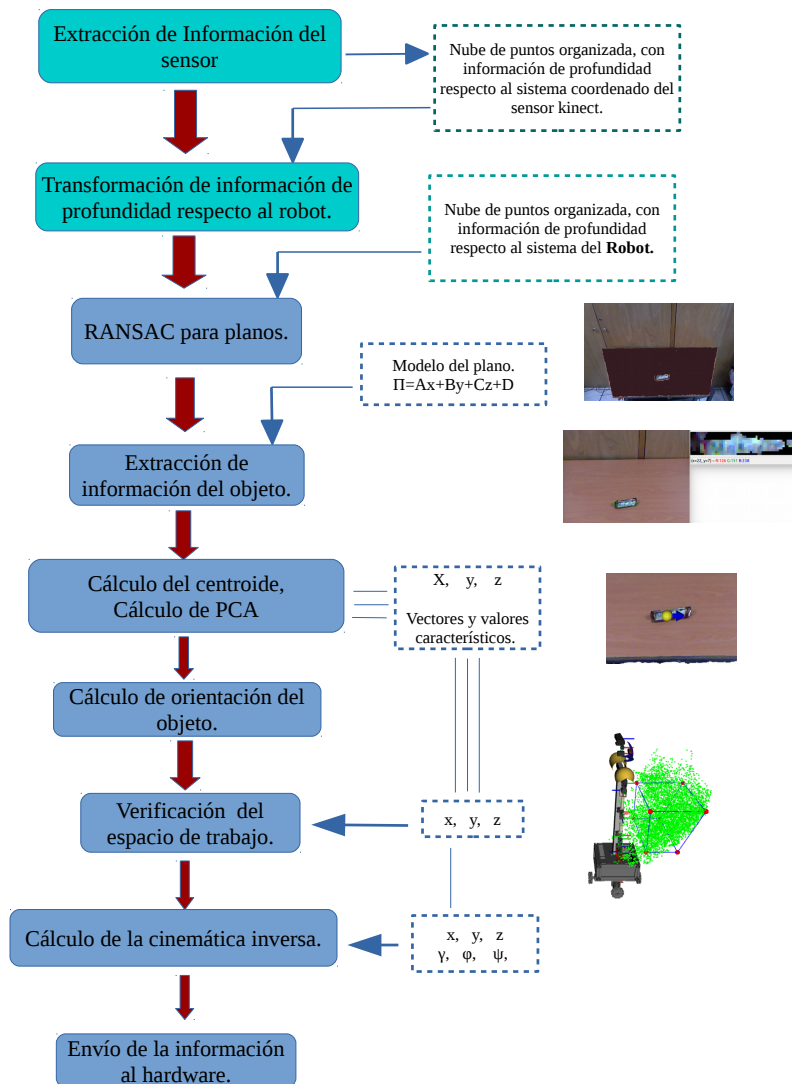 Extracción de Información del
sensor
Nube de puntos organizada, con
información de profundidad
respecto al sistema coordenado del
sensor kinect.
Transformación de información de
profundidad respecto al robot.
Nube de puntos organizada, con
información de profundidad
respecto al sistema del Robot.
RANSAC para planos.
Modelo del plano.
Π=Ax+By+Cz+D
Extracción de
información del objeto.
Cálculo del centroide,
Cálculo de PCA
X, y, z
Vectores y valores
característicos.
Cálculo de orientación del
objeto.
Verificación del
espacio de trabajo.
x, y, z
Cálculo de la cinemática inversa.
x, y, z
γ, φ, ψ,
Envío de la información
al hardware.